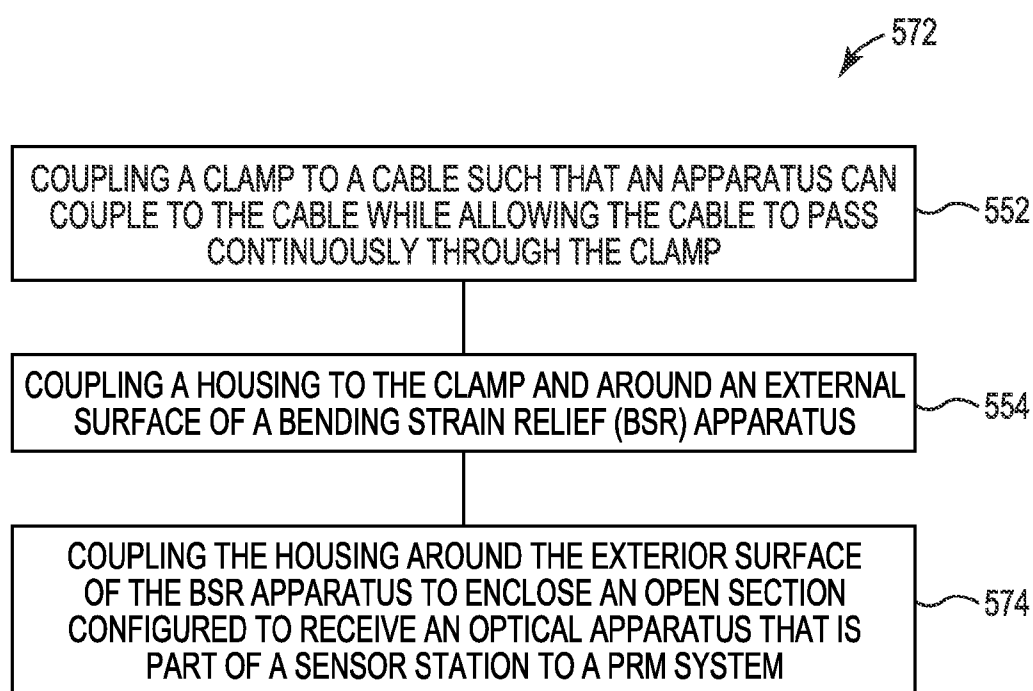 572
COUPLING A CLAMP TO A CABLE SUCH THAT AN APPARATUS CAN
COUPLE TO THE CABLE WHILE ALLOWING THE CABLE TO PASS
CONTINUOUSLY THROUGH THE CLAMP
552
COUPLING A HOUSING TO THE CLAMP AND AROUND AN EXTERNAL
SURFACE OF A BENDING STRAIN RELIEF (BSR) APPARATUS
554
COUPLING THE HOUSING AROUND THE EXTERIOR SURFACE
OF THE BSR APPARATUS TO ENCLOSE AN OPEN SECTION
CONFIGURED TO RECEIVE AN OPTICAL APPARATUS THAT IS
PART OF A SENSOR STATION TO A PRM SYSTEM
574